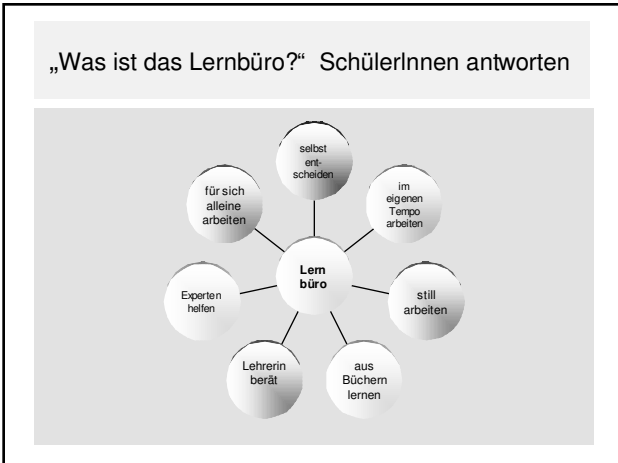 „Was ist das Lernbüro?“ SchülerInnen antworten
selbst
ent-
scheiden
im
eigenen
Tempo
arbeiten
still
arbeiten
aus
Büchern
lernen
Lehrerin
berät
Experten
helfen
für sich
alleine
arbeiten
Lern
büro